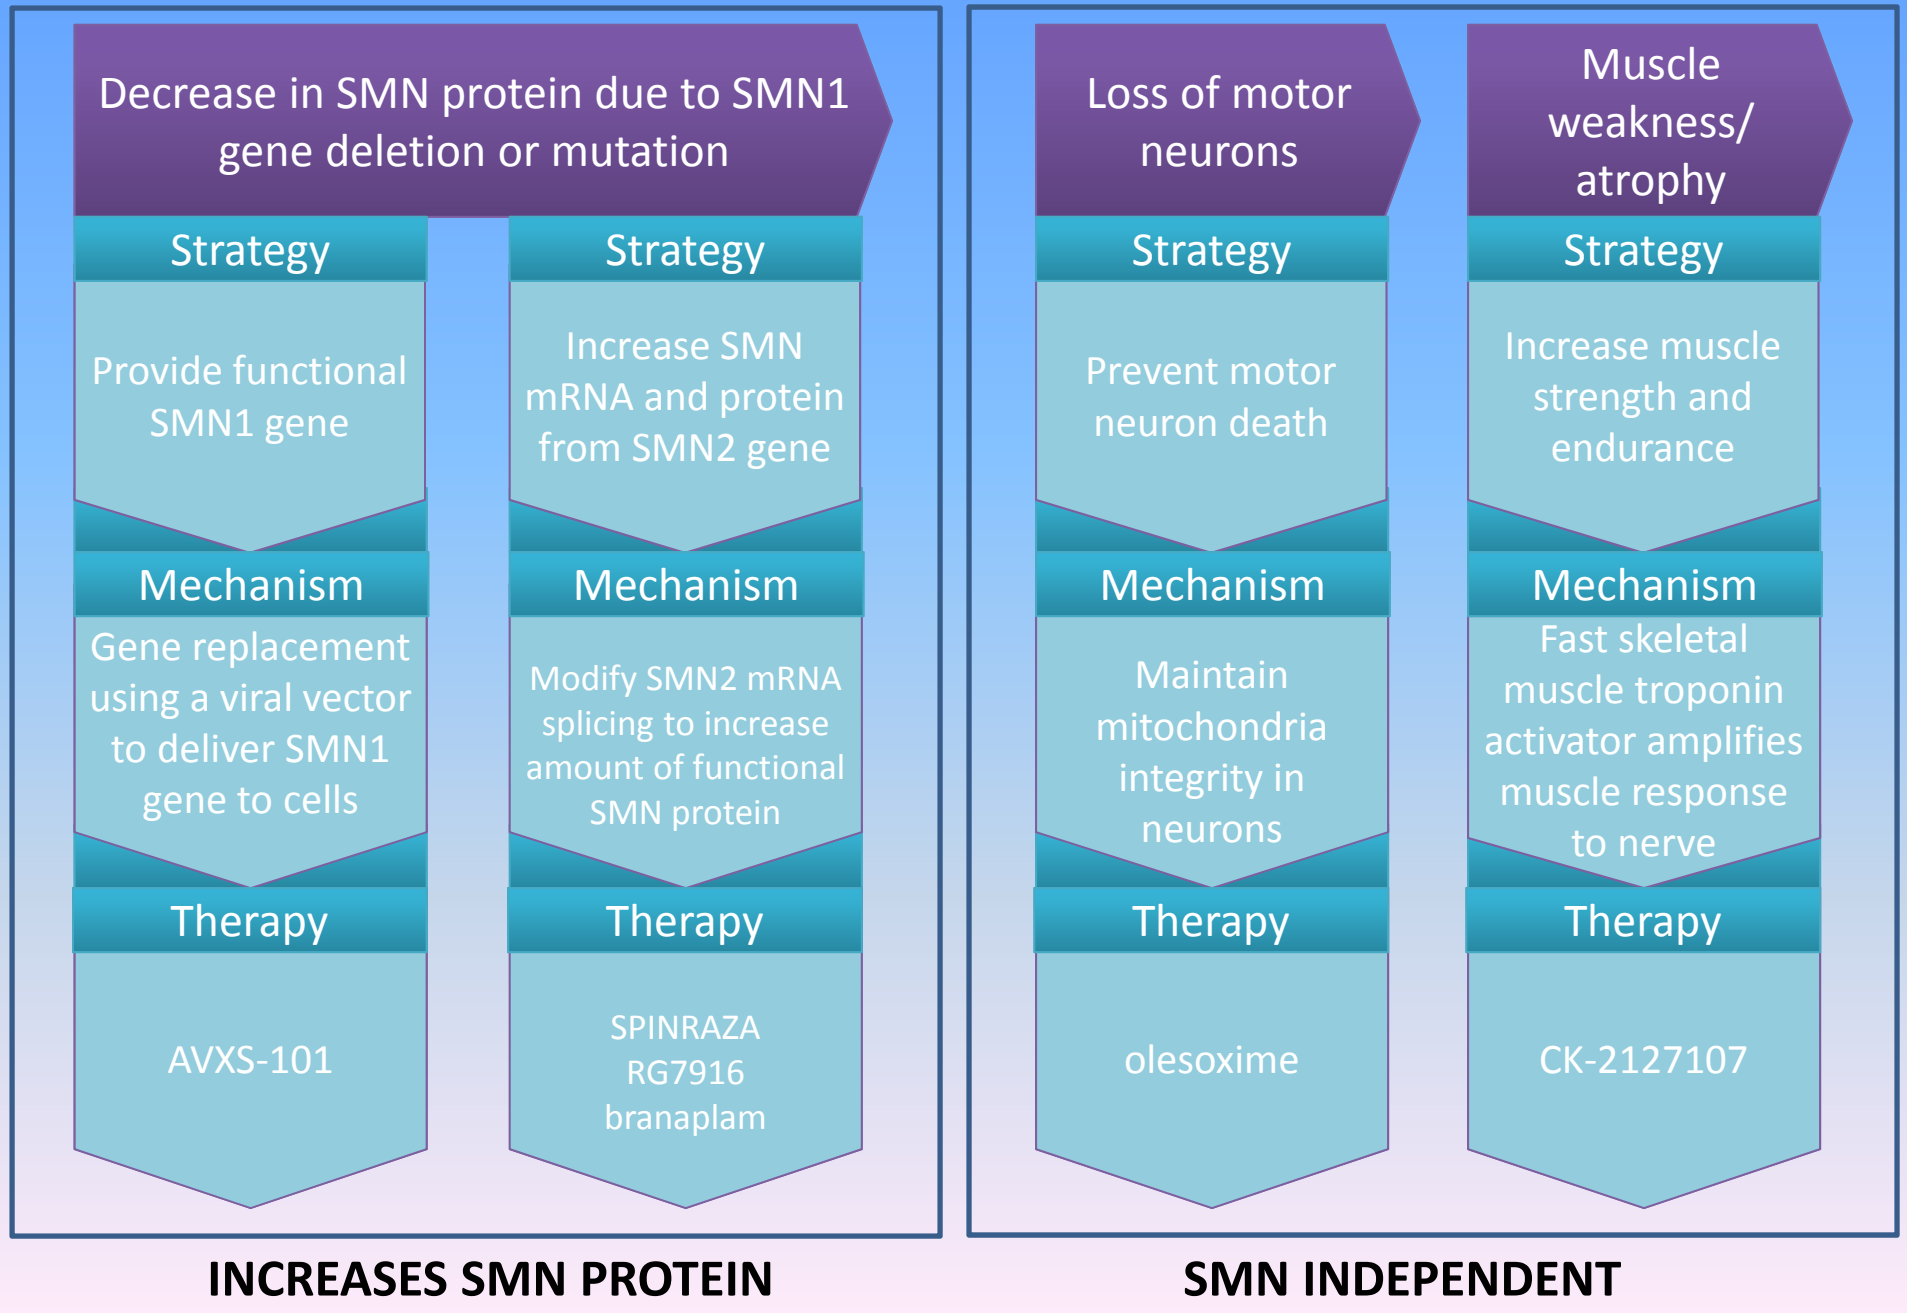 Decrease in SMN protein due to SMN1
gene deletion or mutation
Strategy
Provide functional
SMN1 gene
Mechanism
Gene replacement
using a viral vector
to deliver SMN1
gene to cells
Therapy
AVXS-101
Strategy
Increase SMN
mRNA and protein
from SMN2 gene
Mechanism
Modify SMN2 mRNA
splicing to increase
amount of functional
SMN protein
Therapy
SPINRAZA
RG7916
branaplam
INCREASES SMN PROTEIN
Loss of motor
neurons
Strategy
Prevent motor
neuron death
Mechanism
Maintain
mitochondria
integrity in
neurons
Therapy
olesoxime
Muscle
weakness/
atrophy
Strategy
Increase muscle
strength and
endurance
Mechanism
Fast skeletal
muscle troponin
activator amplifies
muscle response
to nerve
Therapy
CK-2127107
SMN INDEPENDENT